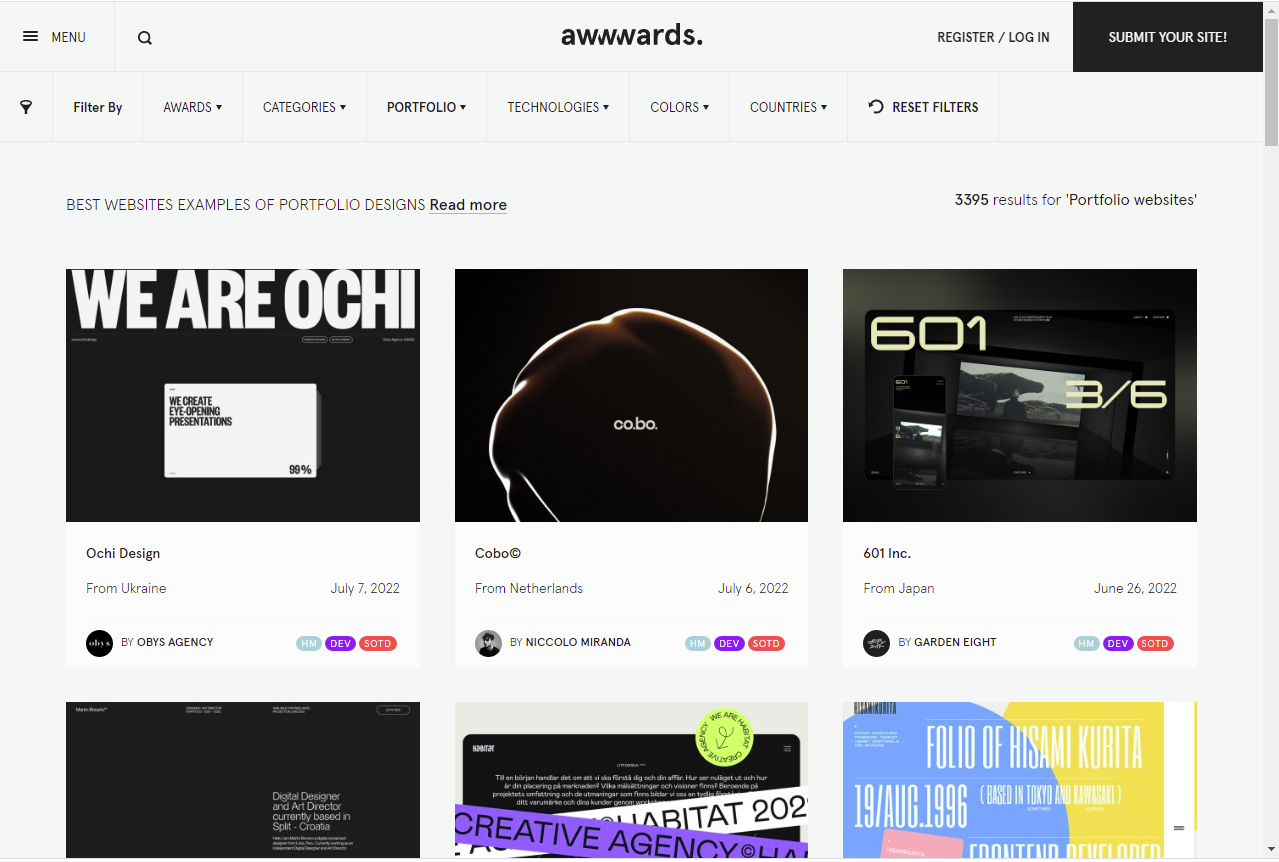 MENU
awwwards.
REGISTER / LOG IN
SUBMIT YOUR SITE!
Filter By
AWARDS
CATEGORIES
PORTFOLIO
TECHNOLOGIES
COLORS
COUNTRIES
RESET FILTERS
BEST WEBSITES EXAMPLES OF PORTFOLIO DESIGNS Read more
3395 results for 'Portfolio websites'
WE ARE OCHI
WE CREATE
EYE-OPENING
PRESENTATIONS
99%
co.bo.
601
3/6
601
Ochi Design
From Ukraine
July 7, 2022
obys
BY OBYS AGENCY
HM DEV SOTD
Cobo©
From Netherlands
July 6, 2022
BY NICCOLO MIRANDA
HM DEV SOTD
601 Inc.
From Japan
June 26, 2022
BY GARDEN EIGHT
HM DEV SOTD
Digital Designer
and Art Director
currently based in
Split - Croatia
HABITAT
WE ARE HABITAT CREATIVE AGENCY
Till en början handlar det om att vi ska förstå dig och din affär. Hur ser nuläget ut och hur
är din placering på marknaden? Vilka målsättningar och visioner finns? Beroende på
projektets omfattning och de utmaningar som finns bildar vi oss en tydlig
ditt varumärke och dina kunder genom
©HABITAT 202
CREATIVE AGENCY©HA
HISAMIKURITA
FOLIO OF HISAMI KURITA
19/AUG.1996
( BASED IN TOKYO AND KAWASAKI )
FRONTEND DEVELOPER